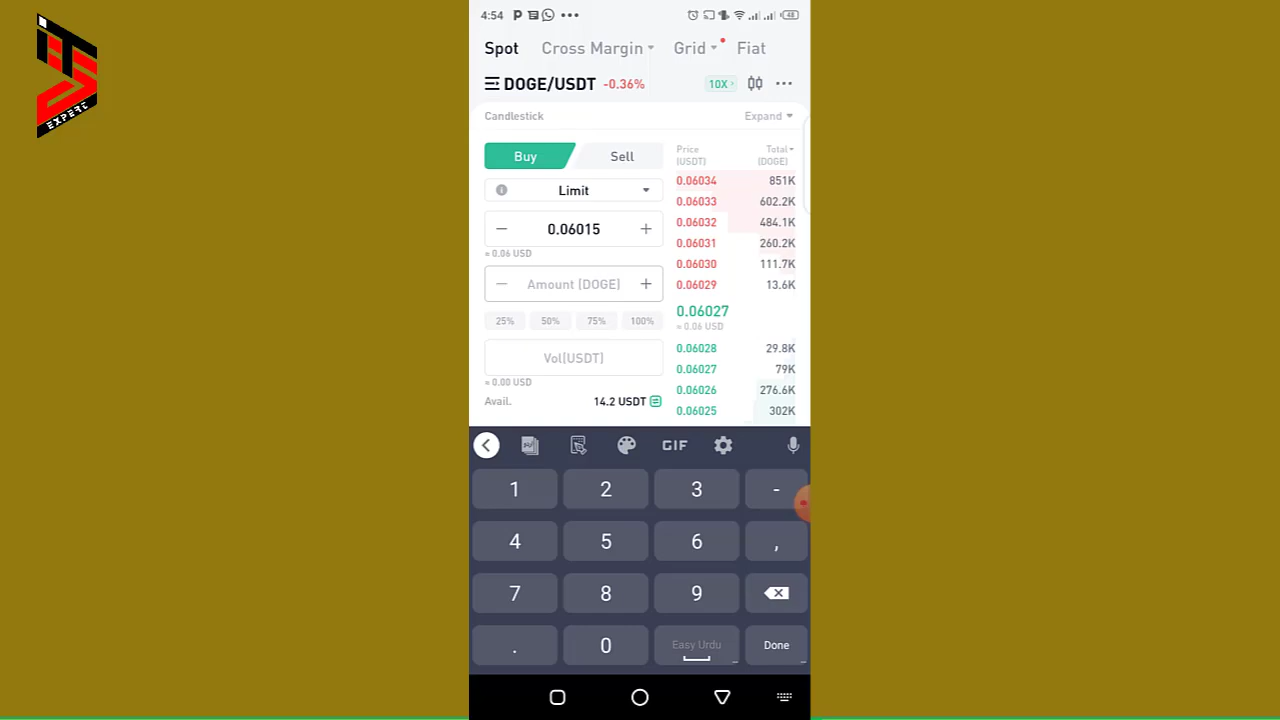 iT'S
EXPERT
4:54 P ••• 48
Spot Cross Margin Grid Fiat
DOGE/USDT -0.36% 10X ···
Candlestick Expand
Buy Sell
Price (USDT) Total (DOGE)
Limit
0.06034 851K
0.06033 602.2K
− 0.06015 +
0.06032 484.1K
≈ 0.06 USD
0.06031 260.2K
0.06030 111.7K
− Amount (DOGE) +
0.06029 13.6K
25% 50% 75% 100%
0.06027
≈ 0.06 USD
Vol(USDT)
0.06028 29.8K
0.06027 79K
≈ 0.00 USD
0.06026 276.6K
Avail. 14.2 USDT
0.06025 302K
GIF
1 2 3 -
4 5 6 ,
7 8 9
. 0 Easy Urdu Done